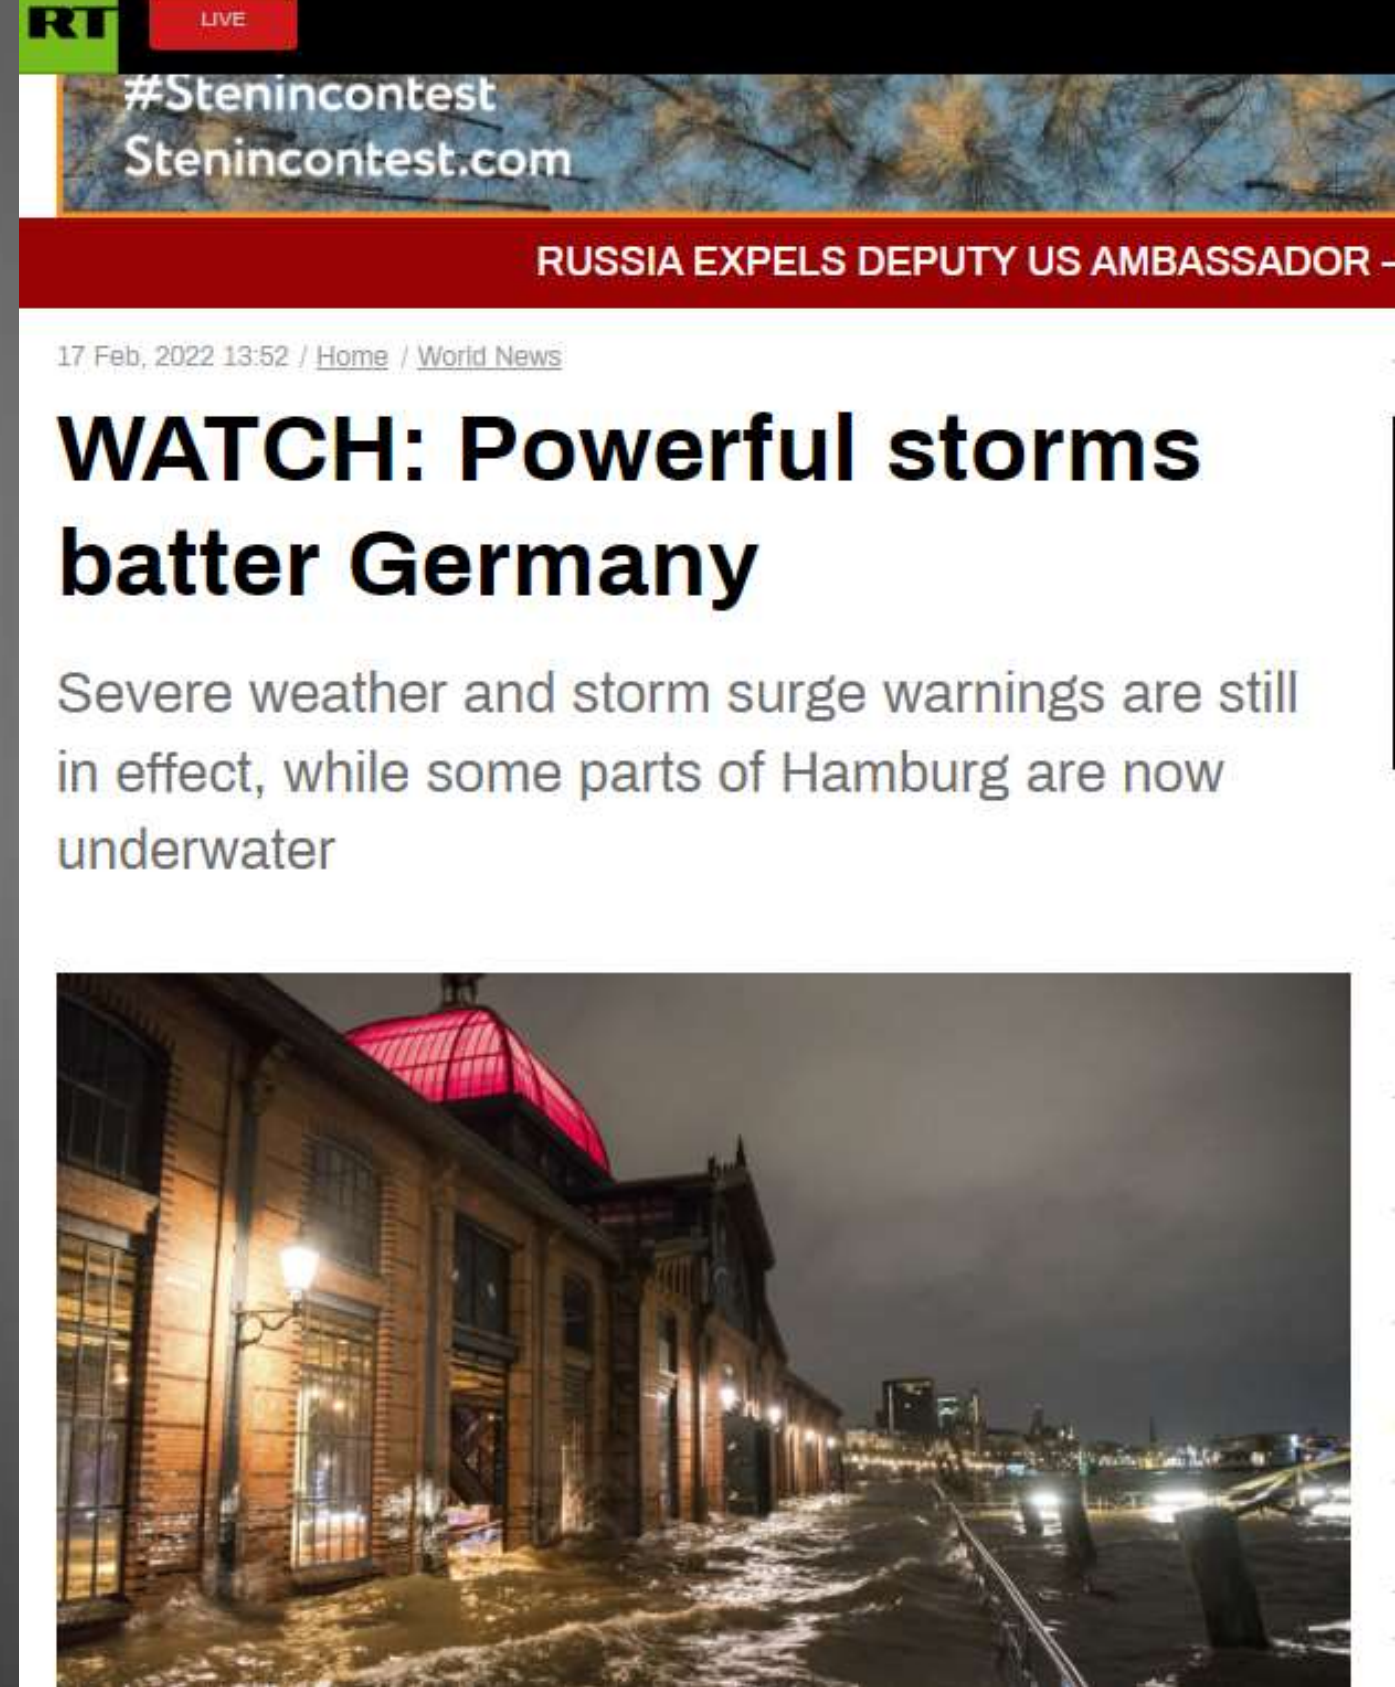 RT
LIVE
#Stenincontest
Stenincontest.com
RUSSIA EXPELS DEPUTY US AMBASSADOR -
17 Feb, 2022 13:52 / Home / World News
WATCH: Powerful storms
batter Germany
Severe weather and storm surge warnings are still
in effect, while some parts of Hamburg are now
underwater